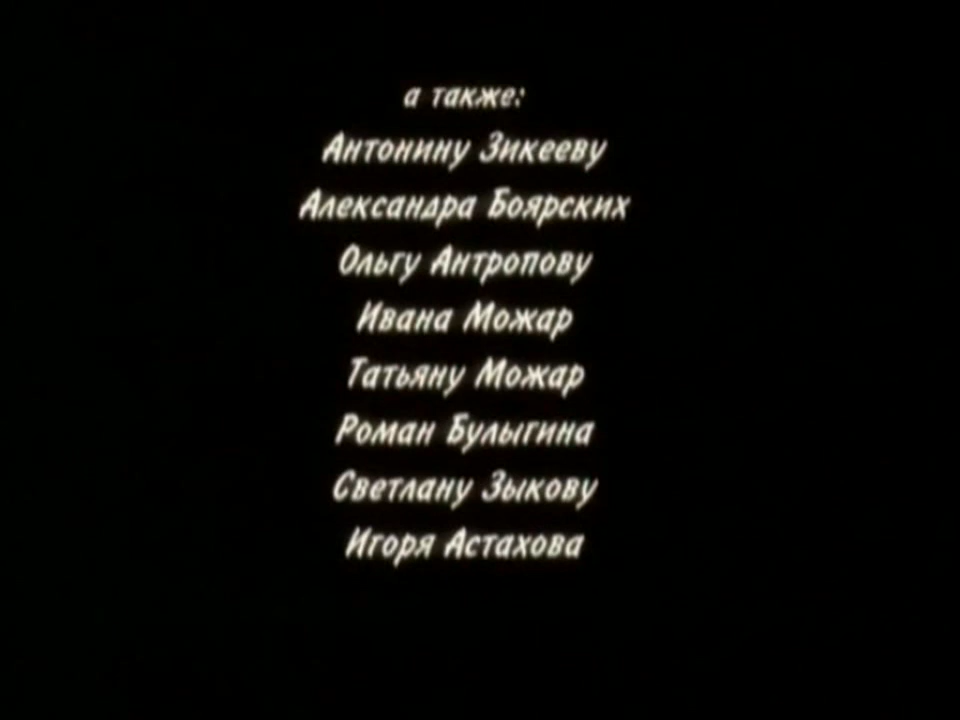 а также:
Антонину Зикееву
Александра Боярских
Ольгу Антропову
Ивана Можар
Татьяну Можар
Роман Булыгина
Светлану Зыкову
Игоря Астахова